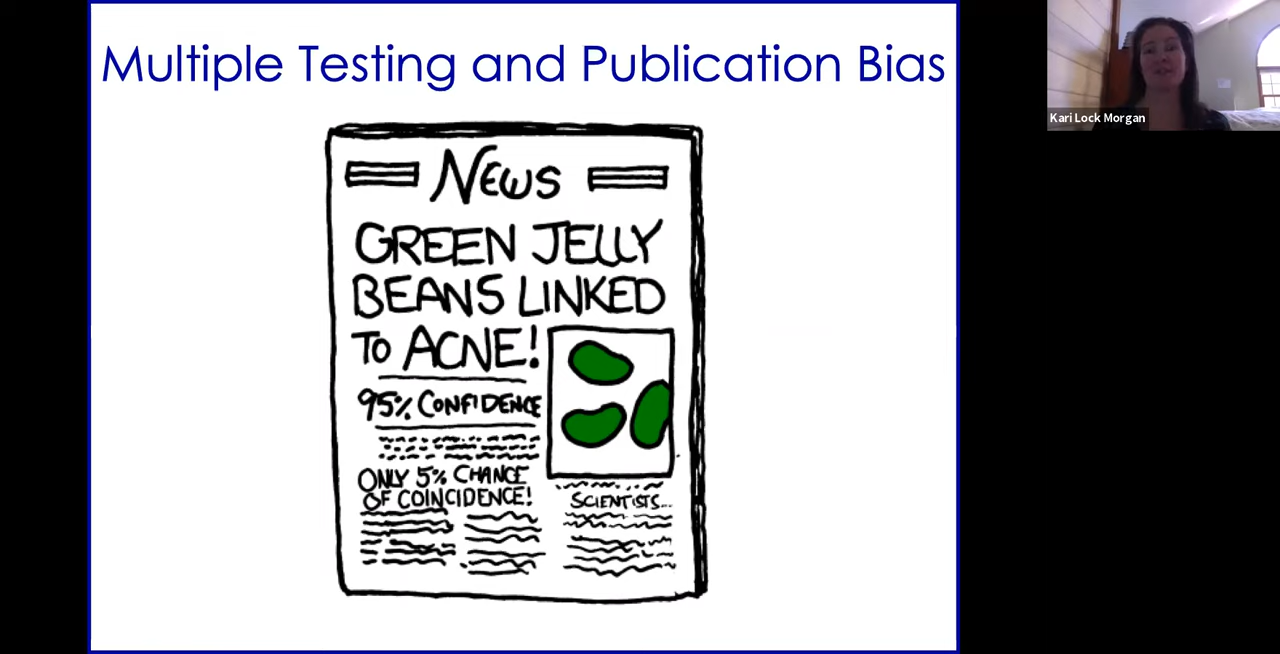 Multiple Testing and Publication Bias
Kari Lock Morgan
NEWS
GREEN JELLY
BEANS LINKED
TO ACNE!
95% CONFIDENCE
ONLY 5% CHANCE
OF COINCIDENCE!
SCIENTISTS...